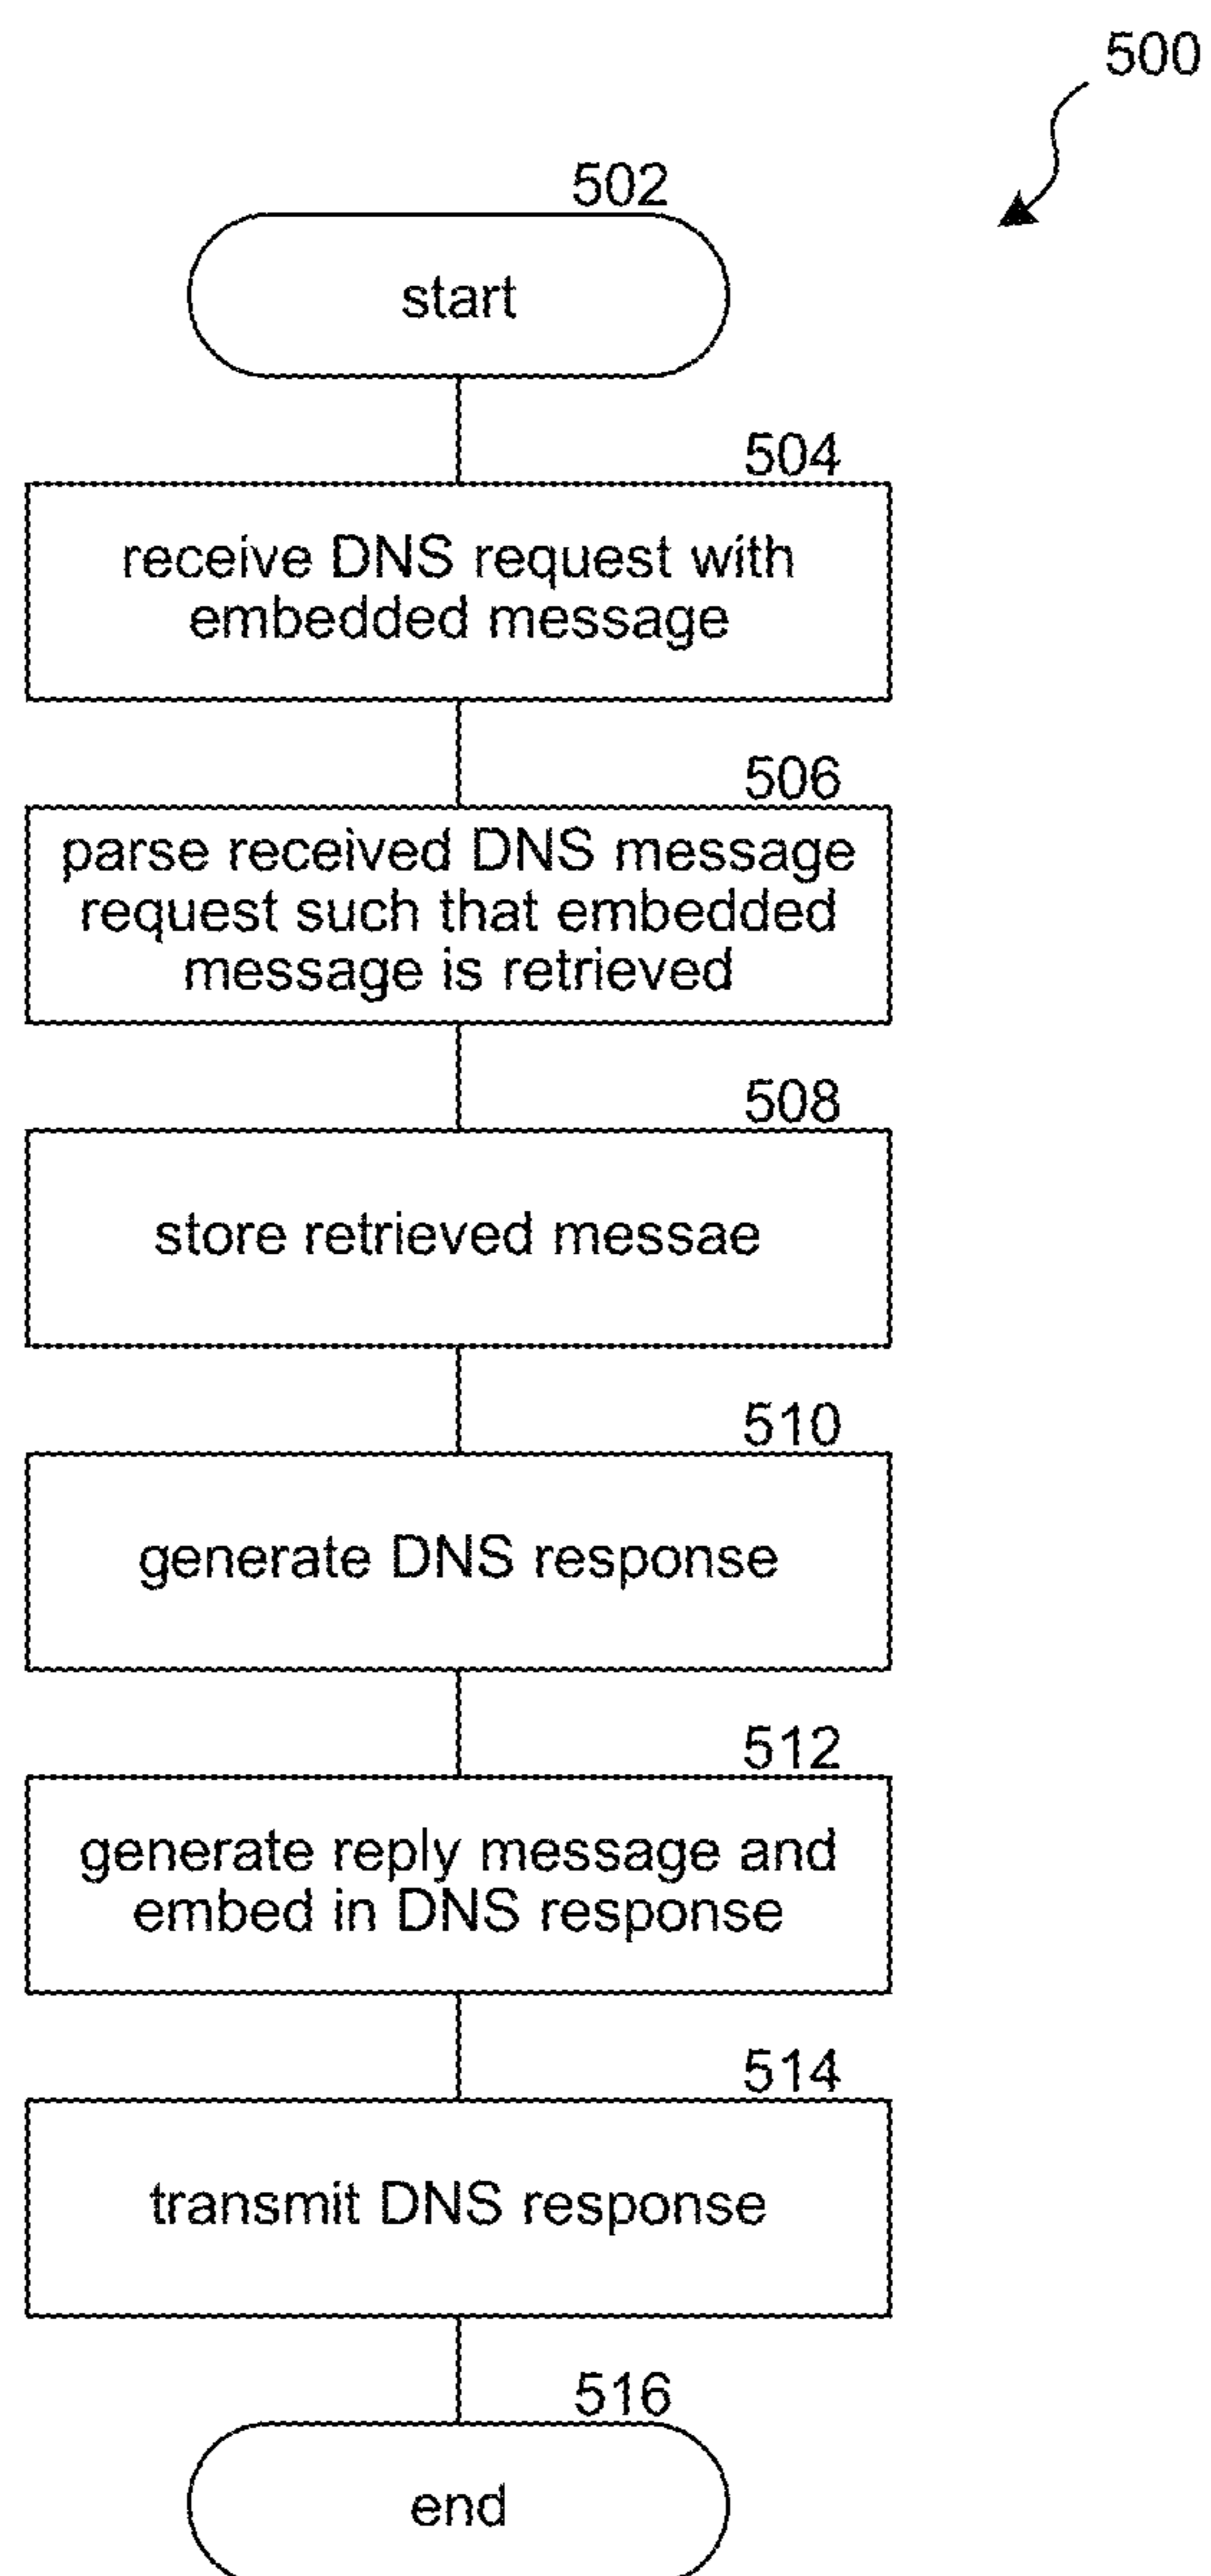 500
502
start
504
receive DNS request with
embedded message
506
parse received DNS message
request such that embedded
message is retrieved
508
store retrieved messae
510
generate DNS response
512
generate reply message and
embed in DNS response
514
transmit DNS response
516
end